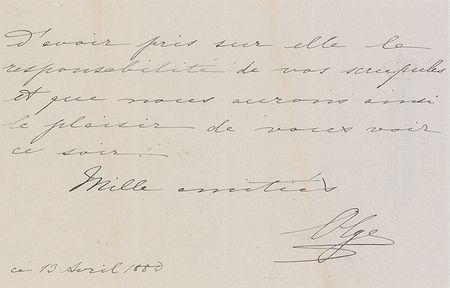 d'avoir pris sur elle la
responsabilité de vos scrupules
et que nous aurons ainsi
le plaisir de vous voir
ce soir.
Mille amitiés
Olga
ce 13 Avril 1880